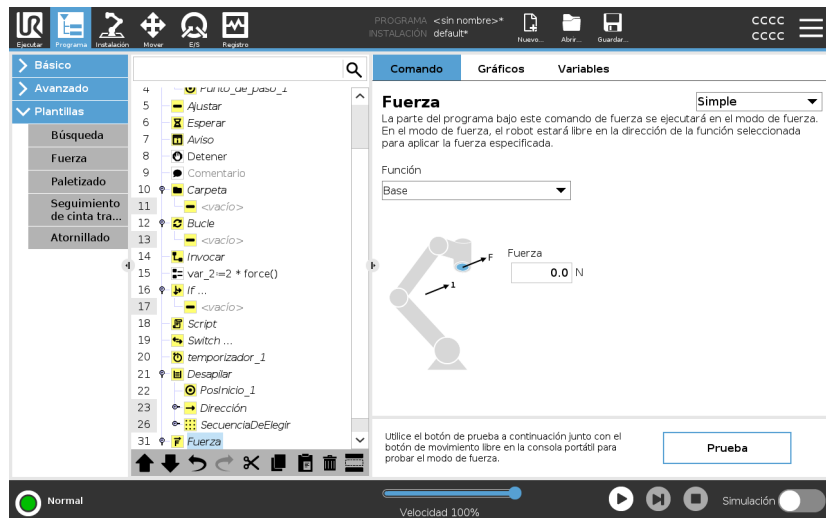 PROGRAMA <sin nombre>*
INSTALACIÓN default*
cccc
cccc
Ejecutar
Programa
Instalación
Mover
E/S
Registro
Nuevo...
Abrir...
Guardar...
Básico
Avanzado
Plantillas
Búsqueda
Fuerza
Paletizado
Seguimiento
de cinta tra...
Atornillado
4 Punto_de_paso_1
5 Ajustar
6 Esperar
7 Aviso
8 Detener
9 Comentario
10 Carpeta
11 <vacío>
12 Bucle
13 <vacío>
14 Invocar
15 var_2≔2 * force()
16 If ...
17 <vacío>
18 Script
19 Switch ...
20 temporizador_1
21 Desapilar
22 PosInicio_1
23 Dirección
26 SecuenciaDeElegir
31 Fuerza
Comando
Gráficos
Variables
Fuerza
Simple
La parte del programa bajo este comando de fuerza se ejecutará en el modo de fuerza.
En el modo de fuerza, el robot estará libre en la dirección de la función seleccionada
para aplicar la fuerza especificada.
Función
Base
F
1
Fuerza
0.0 N
Utilice el botón de prueba a continuación junto con el
botón de movimiento libre en la consola portátil para
probar el modo de fuerza.
Prueba
Normal
Velocidad 100%
Simulación